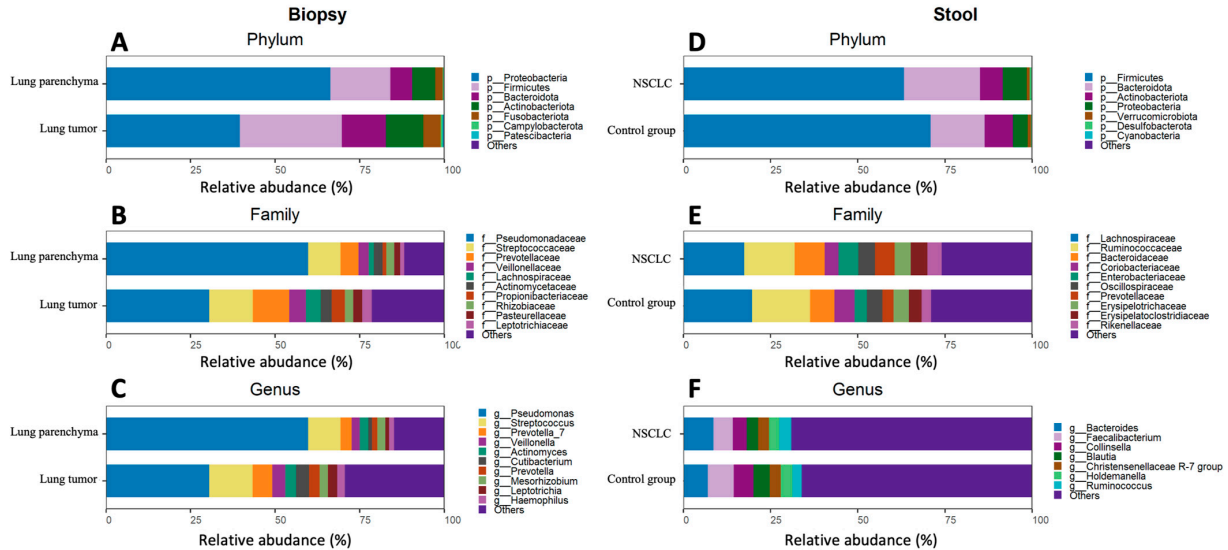 Biopsy
A
Phylum
Lung parenchyma
Lung tumor
0
25
50
75
100
Relative abudance (%)
p__Proteobacteria
p__Firmicutes
p__Bacteroidota
p__Actinobacteriota
p__Fusobacteriota
p__Campylobacterota
p__Patescibacteria
Others
B
Family
Lung parenchyma
Lung tumor
0
25
50
75
100
Relative abudance (%)
f__Pseudomonadaceae
f__Streptococcaceae
f__Prevotellaceae
f__Veillonellaceae
f__Lachnospiraceae
f__Actinomycetaceae
f__Propionibacteriaceae
f__Rhizobiaceae
f__Pasteurellaceae
f__Leptotrichiaceae
Others
C
Genus
Lung parenchyma
Lung tumor
0
25
50
75
100
Relative abudance (%)
g__Pseudomonas
g__Streptococcus
g__Prevotella_7
g__Veillonella
g__Actinomyces
g__Cutibacterium
g__Prevotella
g__Mesorhizobium
g__Leptotrichia
g__Haemophilus
Others
Stool
D
Phylum
NSCLC
Control group
0
25
50
75
100
Relative abudance (%)
p__Firmicutes
p__Bacteroidota
p__Actinobacteriota
p__Proteobacteria
p__Verrucomicrobiota
p__Desulfobacterota
p__Cyanobacteria
Others
E
Family
NSCLC
Control group
0
25
50
75
100
Relative abudance (%)
f__Lachnospiraceae
f__Ruminococcaceae
f__Bacteroidaceae
f__Coriobacteriaceae
f__Enterobacteriaceae
f__Oscillospiraceae
f__Prevotellaceae
f__Erysipelotrichaceae
f__Erysipelatoclostridiaceae
f__Rikenellaceae
Others
F
Genus
NSCLC
Control group
0
25
50
75
100
Relative abudance (%)
g__Bacteroides
g__Faecalibacterium
g__Collinsella
g__Blautia
g__Christensenellaceae R-7 group
g__Holdemanella
g__Ruminococcus
Others